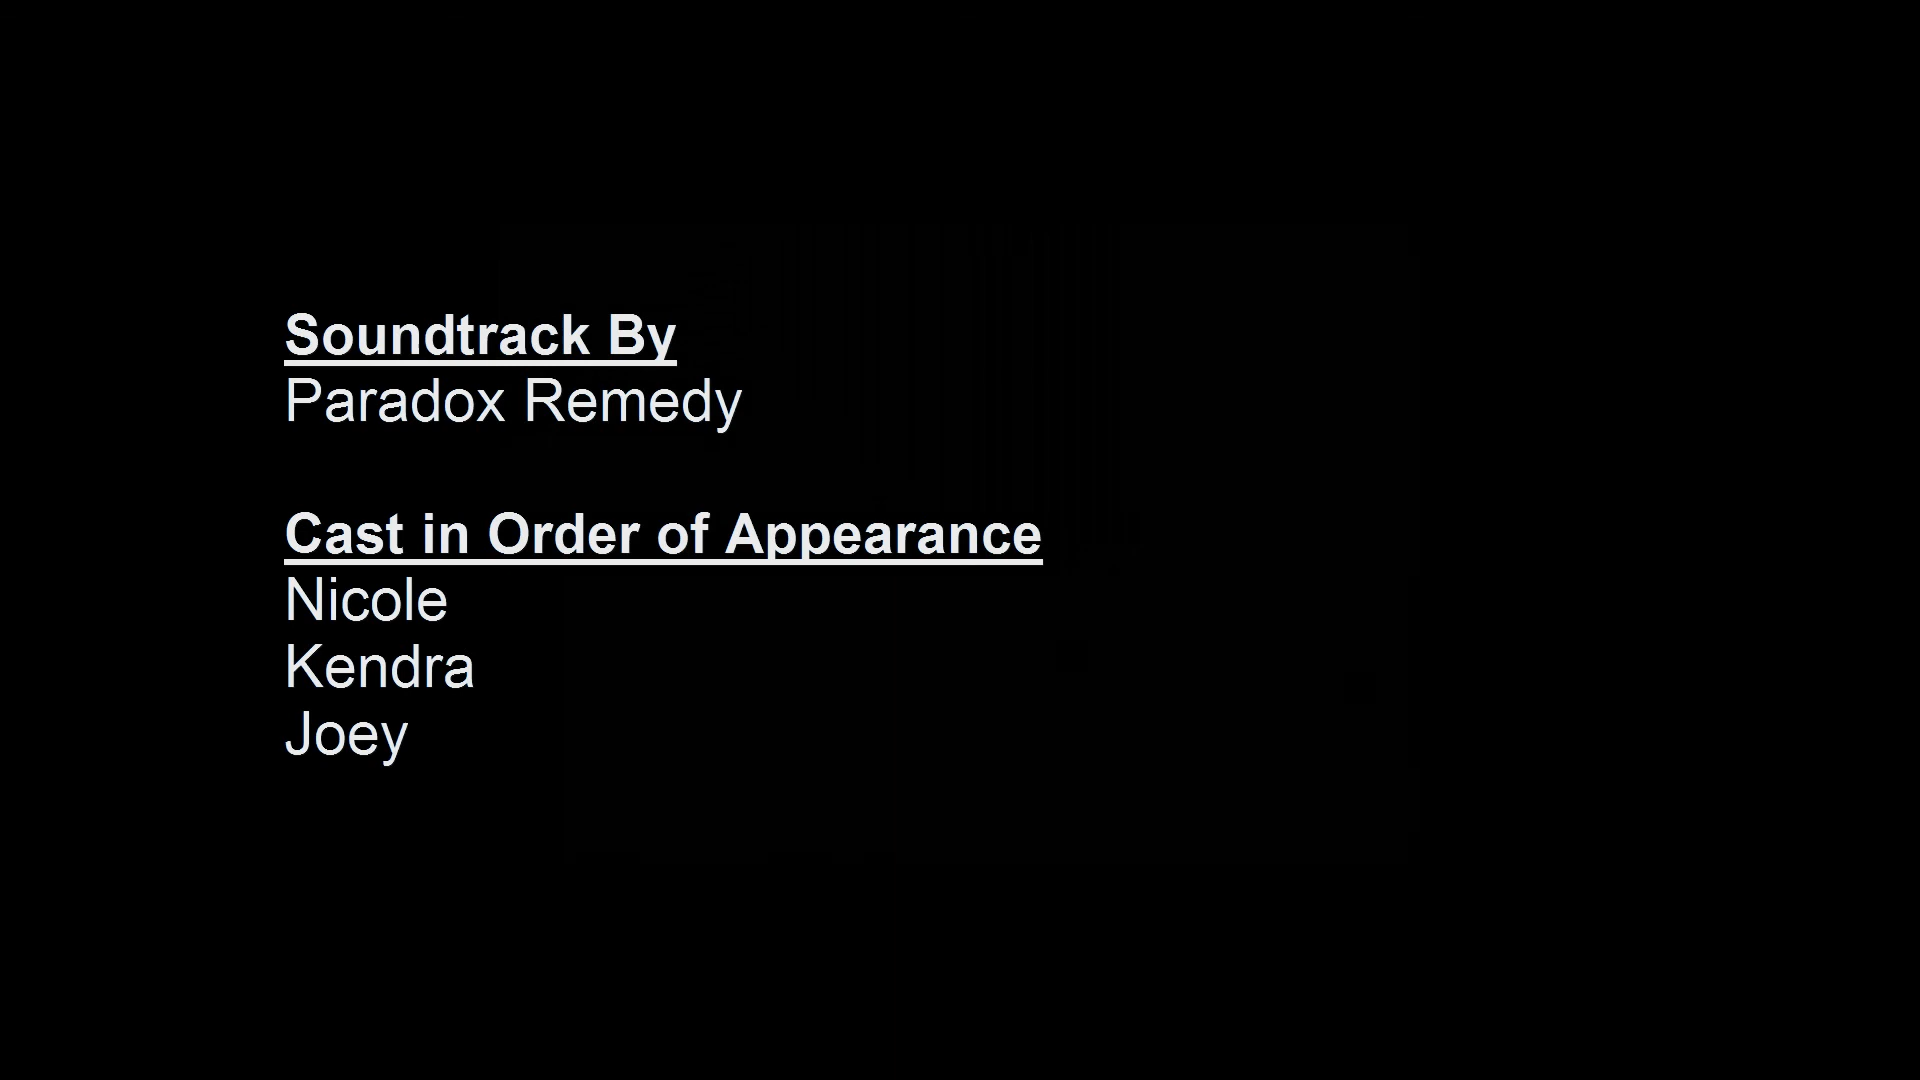 Soundtrack By
Paradox Remedy
Cast in Order of Appearance
Nicole
Kendra
Joey